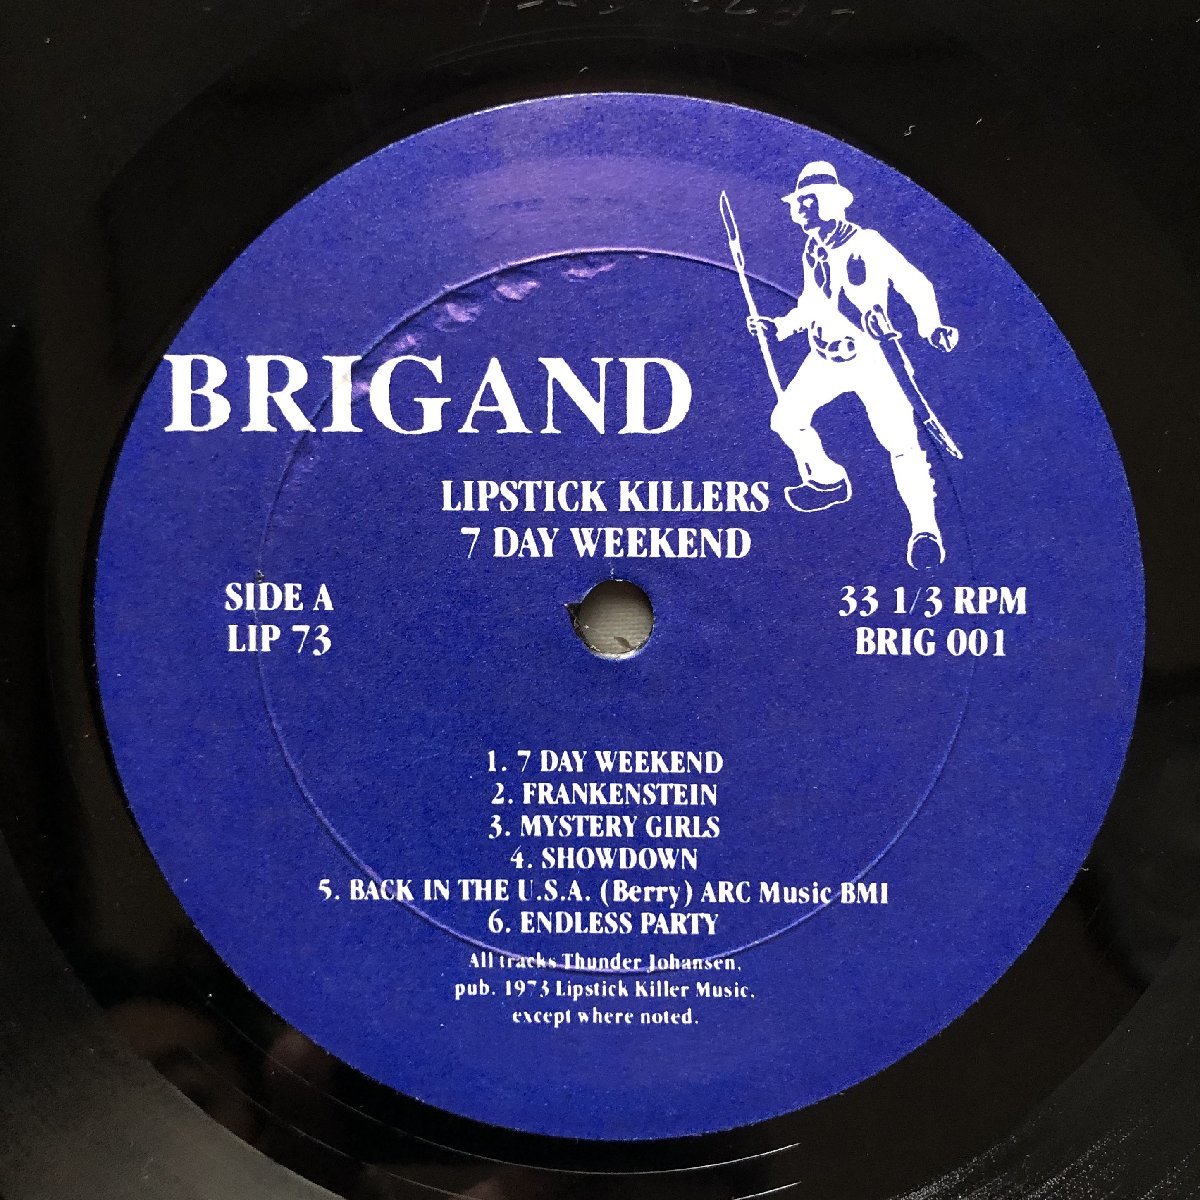 BRIGAND
LIPSTICK KILLERS
7 DAY WEEKEND
SIDE A
LIP 73
33 1/3 RPM
BRIG 001
1. 7 DAY WEEKEND
2. FRANKENSTEIN
3. MYSTERY GIRLS
4. SHOWDOWN
5. BACK IN THE U.S.A. (Berry) ARC Music BMI
6. ENDLESS PARTY
All tracks Thunder Johansen,
pub. 1973 Lipstick Killer Music,
except where noted.